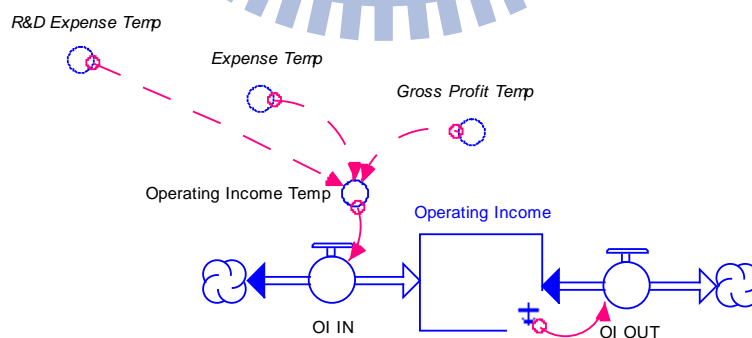 R&D Expense Temp
Expense Temp
Gross Profit Temp
Operating Income Temp
Operating Income
OI IN
OI OUT